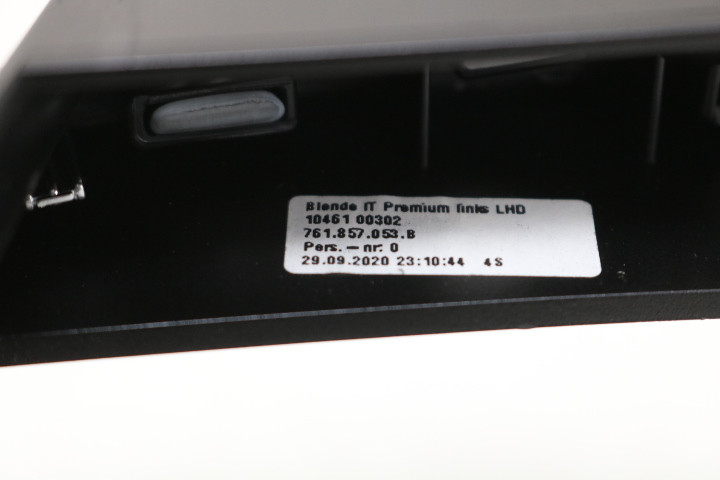 Blende IT Premium links LHD
10461 00302
761.857.053.B
Pers. – nr. 0
29.09.2020 23:10:44 4S